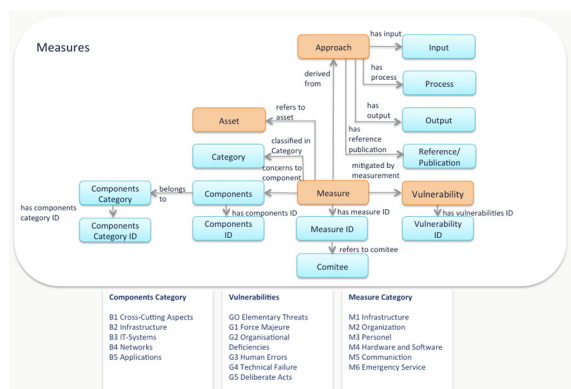 Measures
Approach
has input
Input
has
process
Process
derived
from
has
output
Output
refers to
asset
Asset
has
reference
publication
Reference/
Publication
classified in
Category
Category
mitigated by
measurement
concerns to
component
Components
Category
belongs
to
Components
Measure
Vulnerability
has components
category ID
has components ID
has measure ID
has vulnerabilities ID
Components
Category ID
Components
ID
Measure ID
Vulnerability
ID
refers to comitee
Comitee
Components Category
B1 Cross-Cutting Aspects
B2 Infrastructure
B3 IT-Systems
B4 Networks
B5 Applications
Vulnerabilities
G0 Elementary Threats
G1 Force Majeure
G2 Organisational
Deficiencies
G3 Human Errors
G4 Technical Failure
G5 Deliberate Acts
Measure Category
M1 Infrastructure
M2 Organization
M3 Personel
M4 Hardware and Software
M5 Communication
M6 Emergency Service